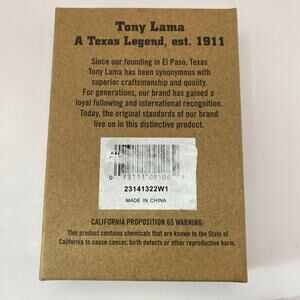 Tony Lama
A Texas Legend, est. 1911
Since our founding in El Paso, Texas
Tony Lama has been synonymous with
superior craftsmanship and quality.
For generations, our brand has gained a
loyal following and international recognition.
Today, the original standards of our brand
live on in this distinctive product.
23141322W1
MADE IN CHINA
CALIFORNIA PROPOSITION 65 WARNING:
This product contains chemicals that are known to the State of
California to cause cancer, birth defects or other reproductive harm.